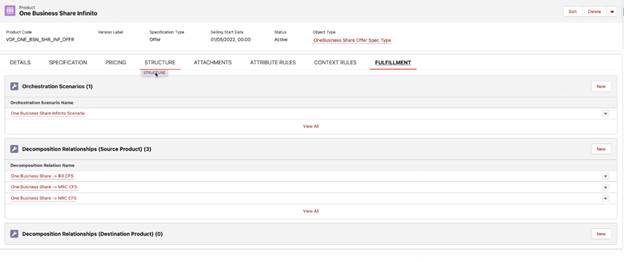 Product
One Business Share Infinito
Edit Delete
Product Code Version Label Specification Type Selling Start Date Status Object Type
VOF_ONE_BSN_SHR_INF_OFFR Offer 01/05/2022, 00:00 Active OneBusiness Share Offer Spec Type
DETAILS SPECIFICATION PRICING STRUCTURE ATTACHMENTS ATTRIBUTE RULES CONTEXT RULES FULFILLMENT
STRUCTURE
Orchestration Scenarios (1) New
Orchestration Scenario Name
One Business Share Infinito Scenario
View All
Decomposition Relationships (Source Product) (3) New
Decomposition Relation Name
One Business Share -> Bill CFS
One Business Share -> MRC CFS
One Business Share -> NRC CFS
View All
Decomposition Relationships (Destination Product) (0) New